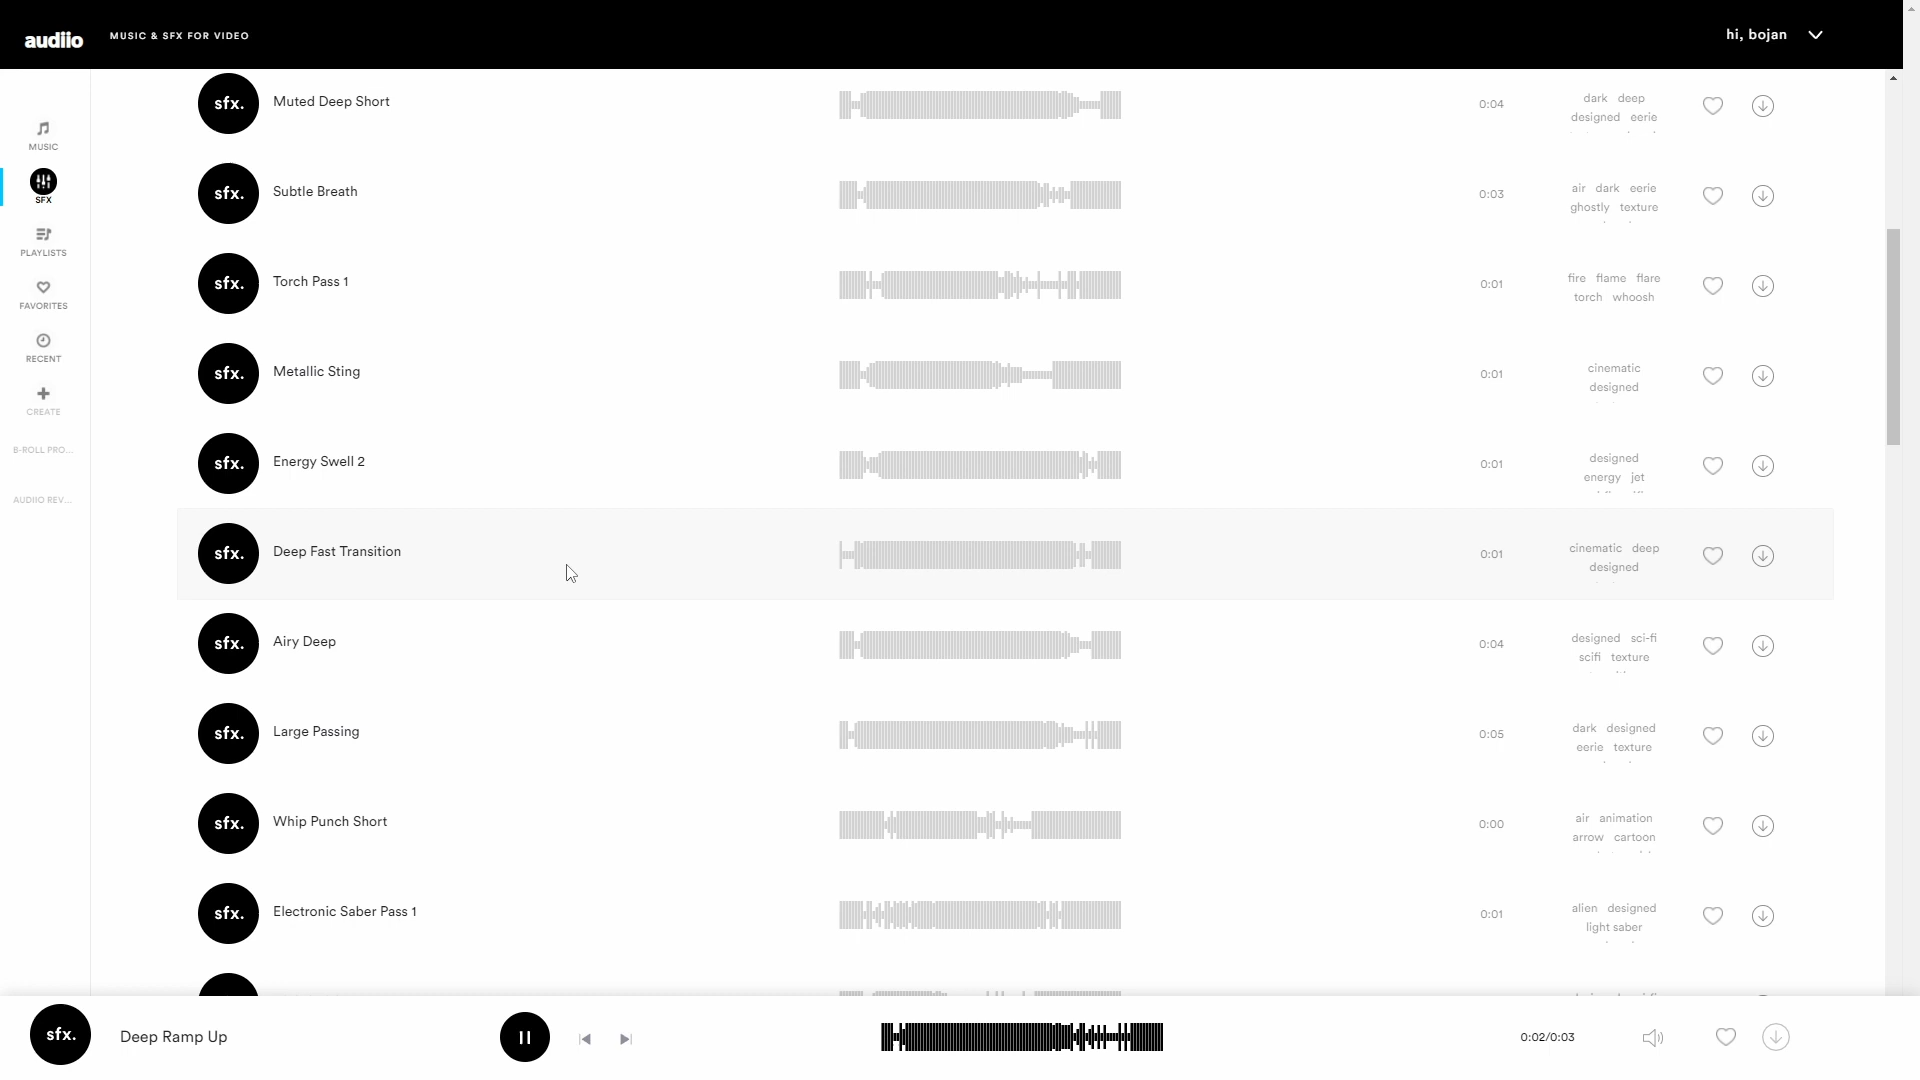 audiio
MUSIC & SFX FOR VIDEO
hi, bojan
MUSIC
SFX
PLAYLISTS
FAVORITES
RECENT
CREATE
B-ROLL PRO...
AUDIIO REV...
sfx.
Muted Deep Short
0:04
dark deep
designed eerie
sfx.
Subtle Breath
0:03
air dark eerie
ghostly texture
sfx.
Torch Pass 1
0:01
fire flame flare
torch whoosh
sfx.
Metallic Sting
0:01
cinematic
designed
sfx.
Energy Swell 2
0:01
designed
energy jet
sfx.
Deep Fast Transition
0:01
cinematic deep
designed
sfx.
Airy Deep
0:04
designed sci-fi
scifi texture
sfx.
Large Passing
0:05
dark designed
eerie texture
sfx.
Whip Punch Short
0:00
air animation
arrow cartoon
sfx.
Electronic Saber Pass 1
0:01
alien designed
light saber
sfx.
Deep Ramp Up
0:02/0:03